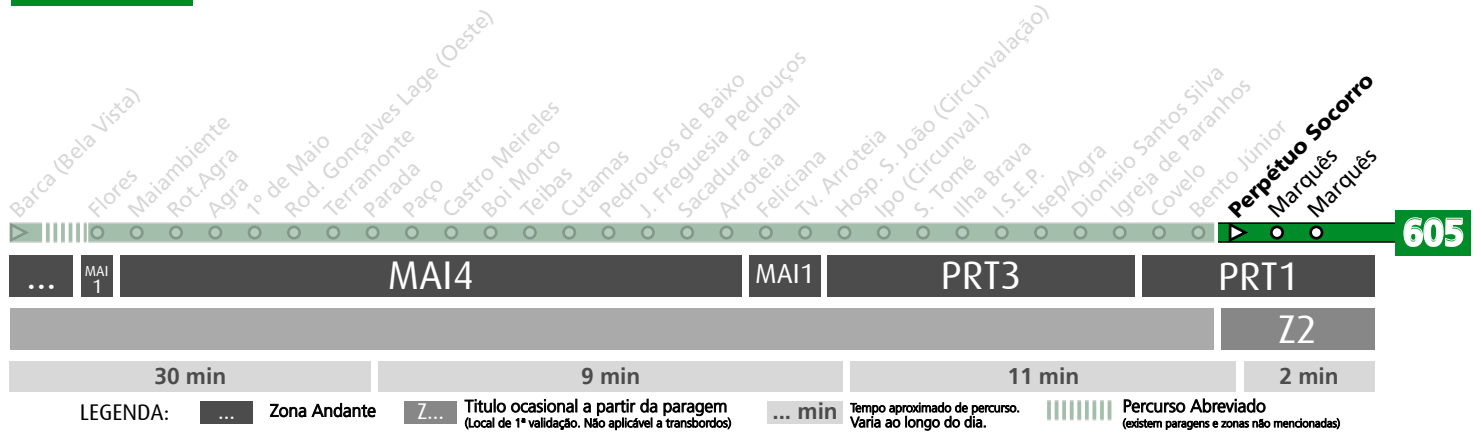 Barca (Bela Vista)
Flores
Maiambiente
Rot.Agra
Agra
1º de Maio
Rod. Gonçalves Lage (Oeste)
Terramonte
Parada
Paço
Castro Meireles
Boi Morto
Teibas
Cutamas
Pedrouços de Baixo
J. Freguesia Pedrouços
Sacadura Cabral
Arroteia
Feliciana
Tv. Arroteia
Hosp. S. João (Circunvalação)
Ipo (Circunval.)
S. Tomé
Ilha Brava
I.S.E.P.
Isep/Agra
Dionísio Santos Silva
Igreja de Paranhos
Covelo
Bento Júnior
Perpétuo Socorro
Marquês
Marquês
605
... MAI 1 MAI4 MAI1 PRT3 PRT1
Z2
30 min 9 min 11 min 2 min
LEGENDA:
... Zona Andante
Z... Titulo ocasional a partir da paragem
(Local de 1ª validação. Não aplicável a transbordos)
... min Tempo aproximado de percurso.
Varia ao longo do dia.
Percurso Abreviado
(existem paragens e zonas não mencionadas)